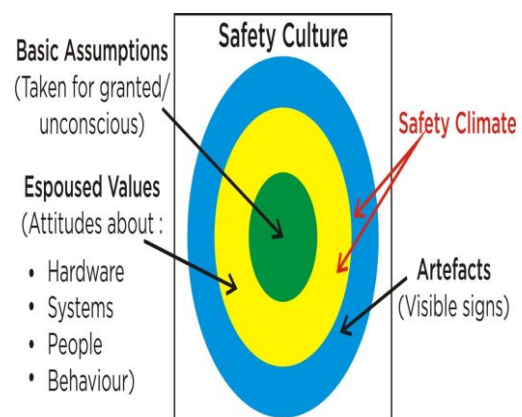 Safety Culture
Basic Assumptions
(Taken for granted/
unconscious)
Espoused Values
(Attitudes about :
• Hardware
• Systems
• People
• Behaviour)
Safety Climate
Artefacts
(Visible signs)